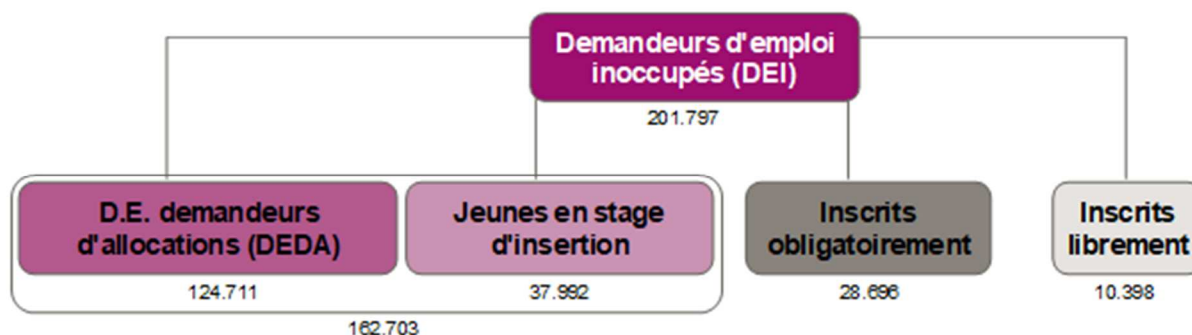 Demandeurs d'emploi
inoccupés (DEI)
201.797
D.E. demandeurs
d'allocations (DEDA)
Jeunes en stage
d'insertion
Inscrits
obligatoirement
Inscrits
librement
124.711
37.992
28.696
10.398
162.703